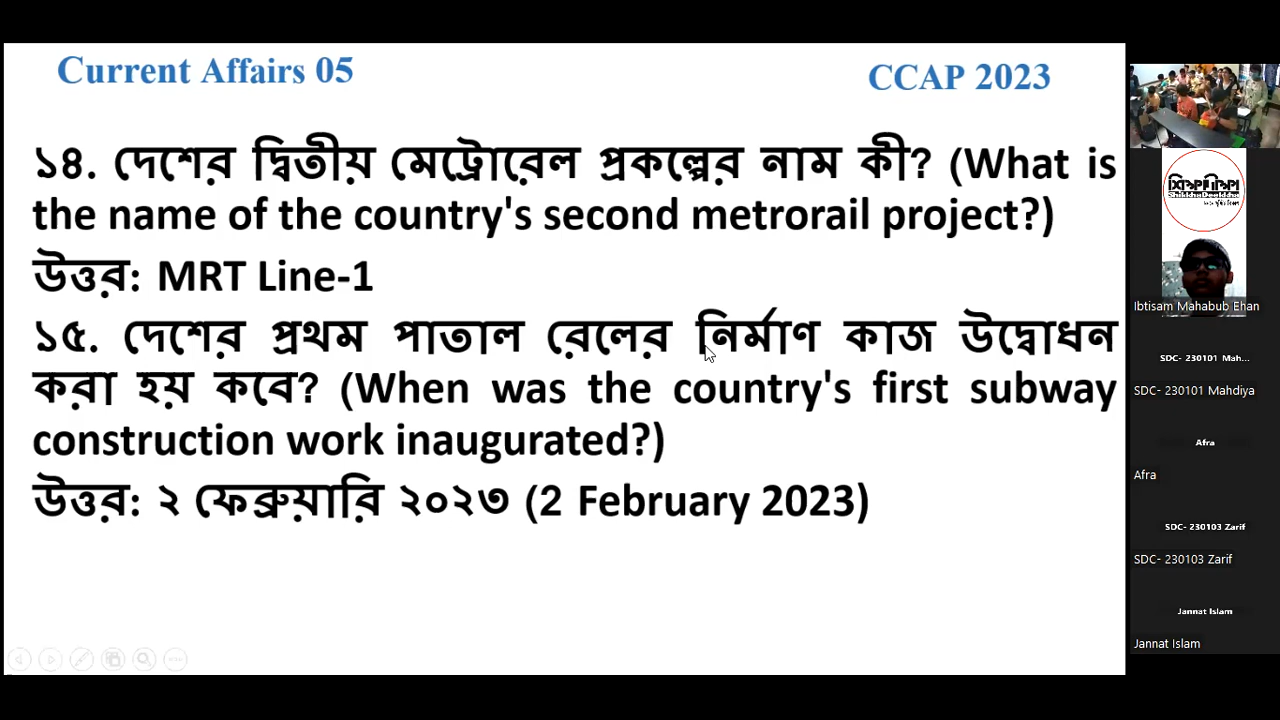 Current Affairs 05
CCAP 2023
১৪. দেশের দ্বিতীয় মেট্রোরেল প্রকল্পের নাম কী? (What is
the name of the country's second metrorail project?)
উত্তর: MRT Line-1
১৫. দেশের প্রথম পাতাল রেলের নির্মাণ কাজ উদ্বোধন
করা হয় কবে? (When was the country's first subway
construction work inaugurated?)
উত্তর: ২ ফেব্রুয়ারি ২০২৩ (2 February 2023)
Ibtisam Mahabub Ehan
SDC- 230101 Mah...
SDC- 230101 Mahdiya
Afra
Afra
SDC- 230103 Zarif
SDC- 230103 Zarif
Jannat Islam
Jannat Islam